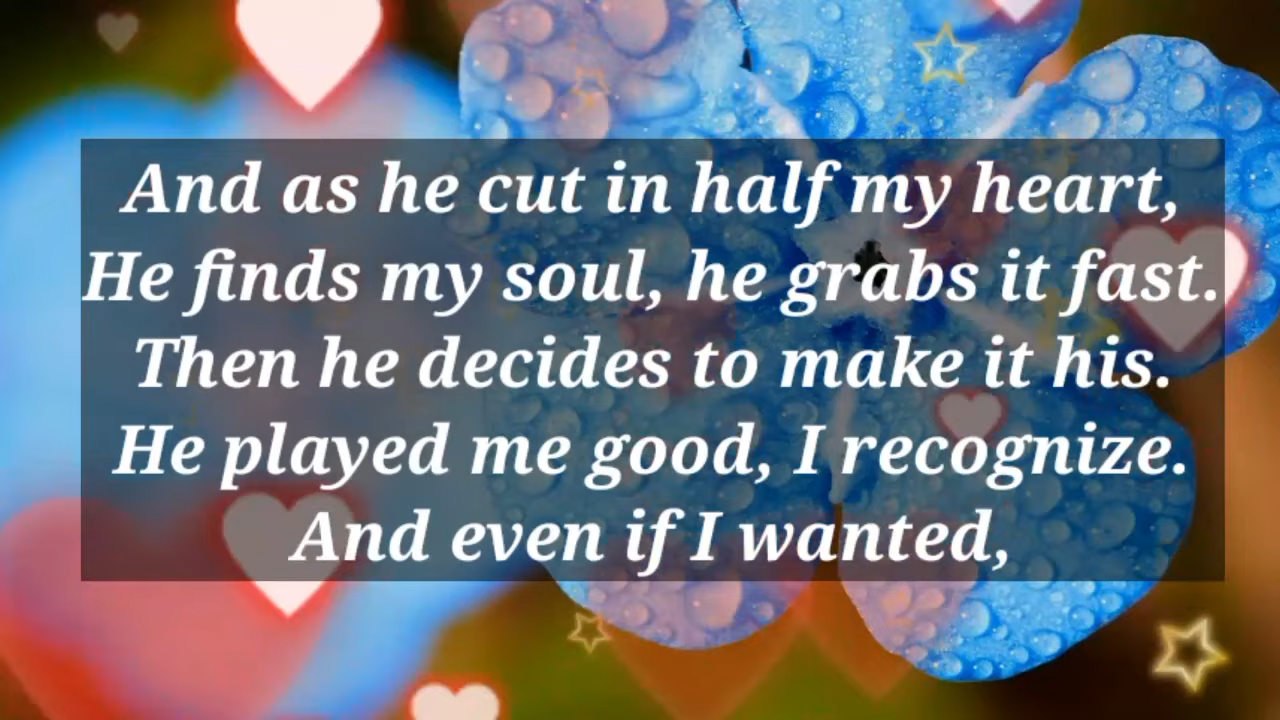 And as he cut in half my heart,
He finds my soul, he grabs it fast.
Then he decides to make it his.
He played me good, I recognize.
And even if I wanted,